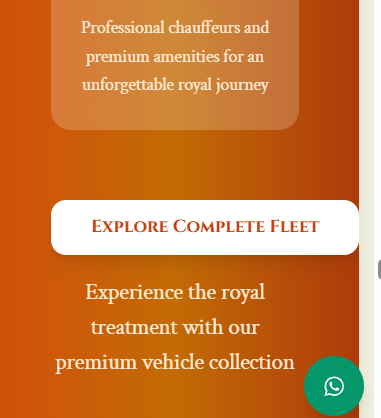 Professional chauffeurs and
premium amenities for an
unforgettable royal journey
Explore Complete Fleet
Experience the royal
treatment with our
premium vehicle collection